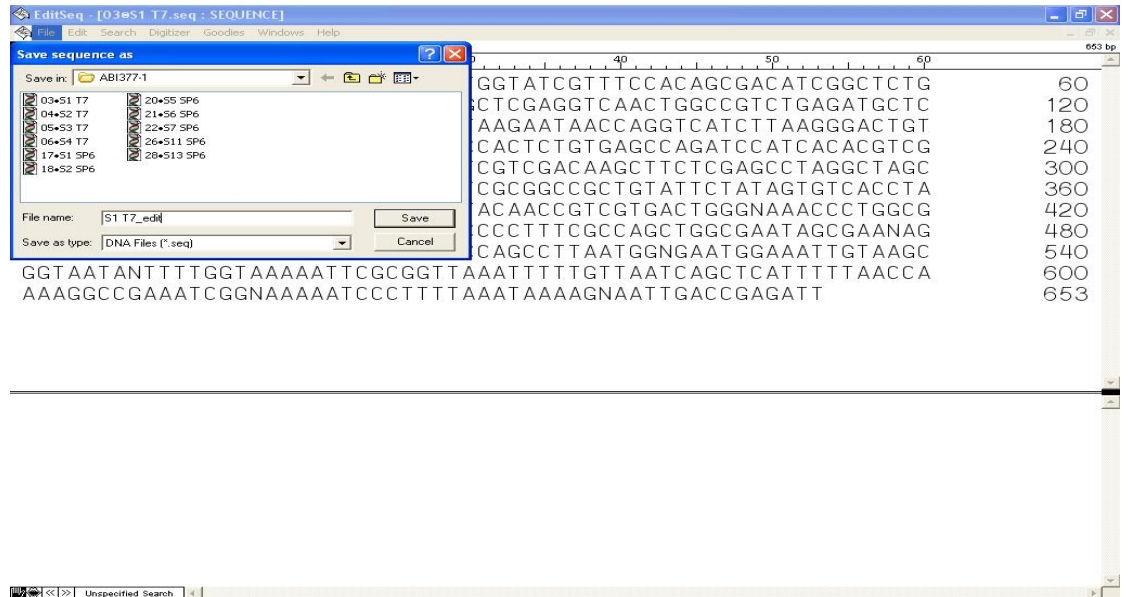 EditSeq - [03●S1 T7.seq : SEQUENCE]
File Edit Search Digitizer Goodies Windows Help
653 bp
Save sequence as
Save in: ABI377-1
03●S1 T7
04●S2 T7
05●S3 T7
06●S4 T7
17●S1 SP6
18●S2 SP6
20●S5 SP6
21●S6 SP6
22●S7 SP6
26●S11 SP6
28●S13 SP6
File name: S1 T7_edit Save
Save as type: DNA Files (*.seq) Cancel
40 50 60
GGTATCGTTTCCACAGCGACATCGGCTCTG 60
CTCGAGGTCAACTGGCCGTCTGAGATGCTC 120
AAGAATAACCAGGTCATCTTAAGGGACTGT 180
CACTCTGTGAGCCAGATCCATCACACGTCG 240
CGTCGACAAGCTTCTCGAGCCTAGGCTAGC 300
CGCGGCCGCTGTATTCTATAGTGTCACCTA 360
ACAACCGTCGTGACTGGGNAAACCCTGGCG 420
CCCTTTCGCCAGCTGGCGAATAGCGAANAG 480
CAGCCTTAATGGNGAATGGAAATTGTAAGC 540
GGTAATANTTTTGGTAAAAATTCGCGGTTAAATTTTTGTTAATCAGCTCATTTTTAACCA 600
AAAGGCCGAAATCGGNAAAAATCCCTTTTAAATAAAAGNAATTGACCGAGATT 653
Unspecified Search